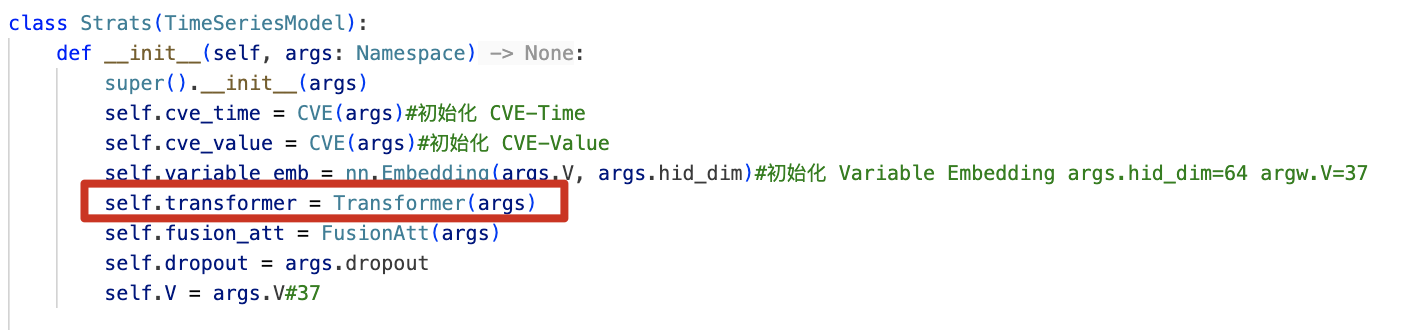 class Strats(TimeSeriesModel):
    def __init__(self, args: Namespace) -> None:
        super().__init__(args)
        self.cve_time = CVE(args)#初始化 CVE-Time
        self.cve_value = CVE(args)#初始化 CVE-Value
        self.variable_emb = nn.Embedding(args.V, args.hid_dim)#初始化 Variable Embedding args.hid_dim=64 argw.V=37
        self.transformer = Transformer(args)
        self.fusion_att = FusionAtt(args)
        self.dropout = args.dropout
        self.V = args.V#37